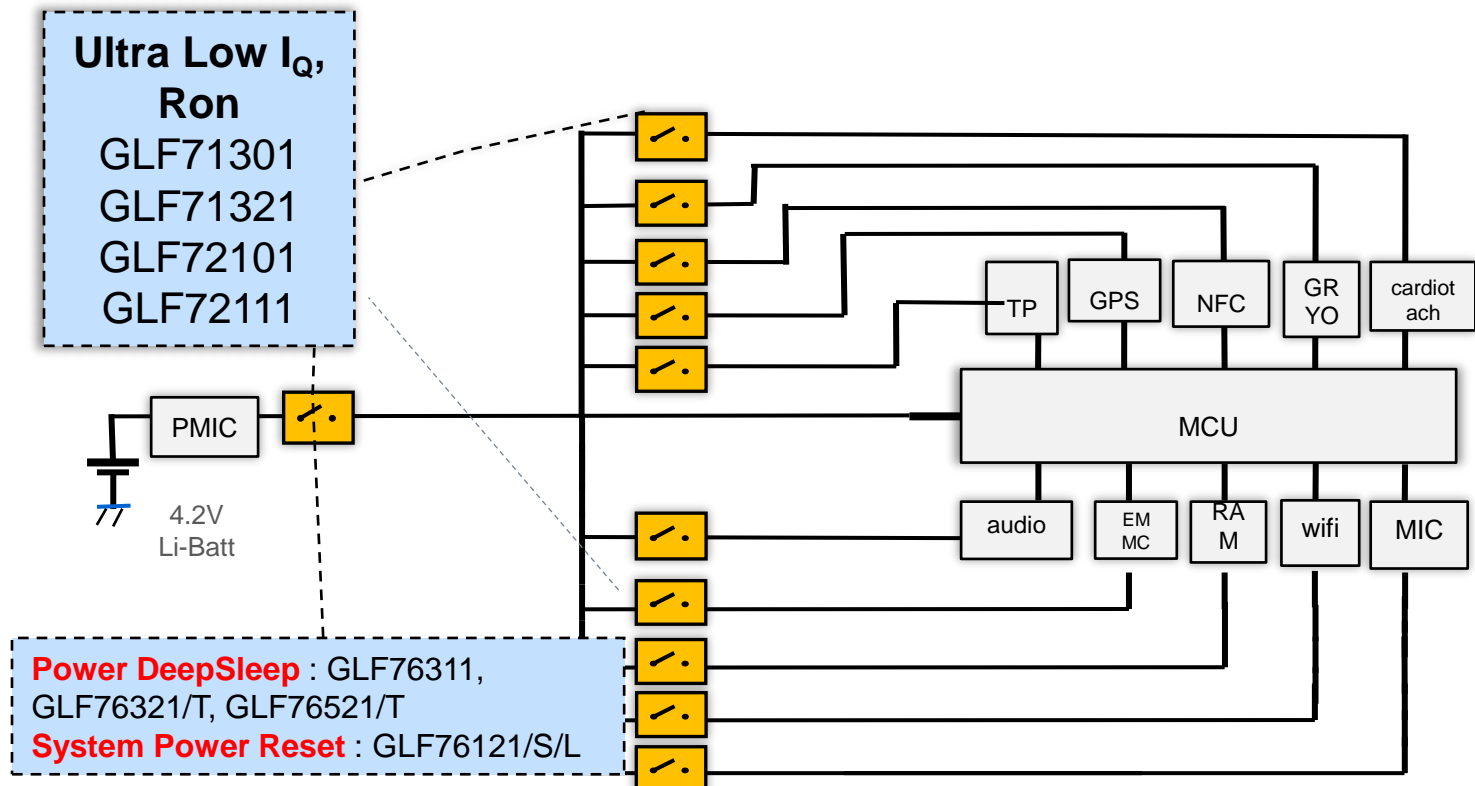 Ultra Low IQ,
Ron
GLF71301
GLF71321
GLF72101
GLF72111
TP
GPS
NFC
GR
YO
cardiot
ach
PMIC
MCU
4.2V
Li-Batt
audio
EM
MC
RA
M
wifi
MIC
Power DeepSleep : GLF76311,
GLF76321/T, GLF76521/T
System Power Reset : GLF76121/S/L